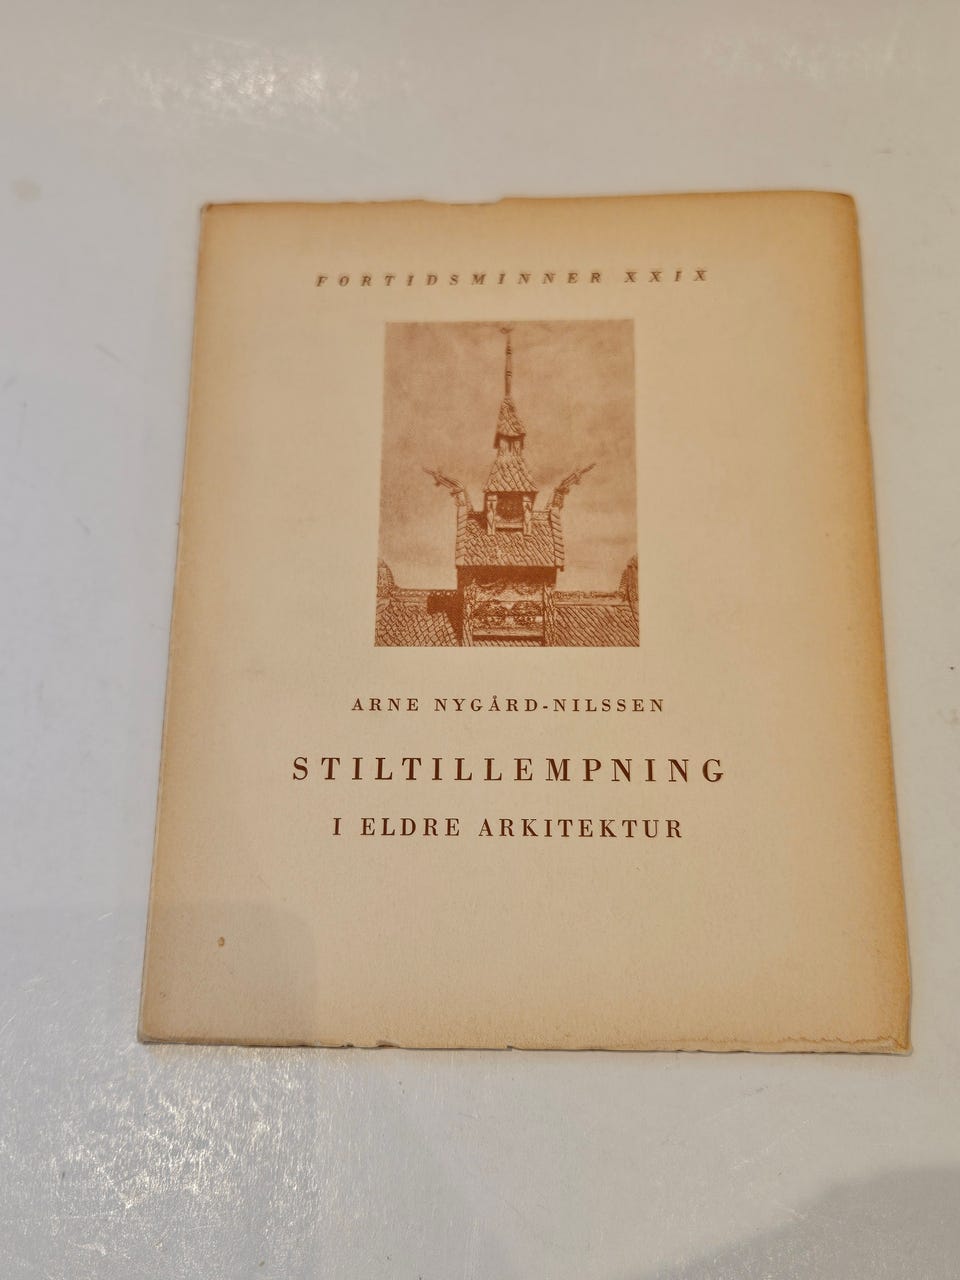 FORTIDSMINNER XXIX
ARNE NYGÅRD-NILSSEN
STILTILLEMPNING
I ELDRE ARKITEKTUR